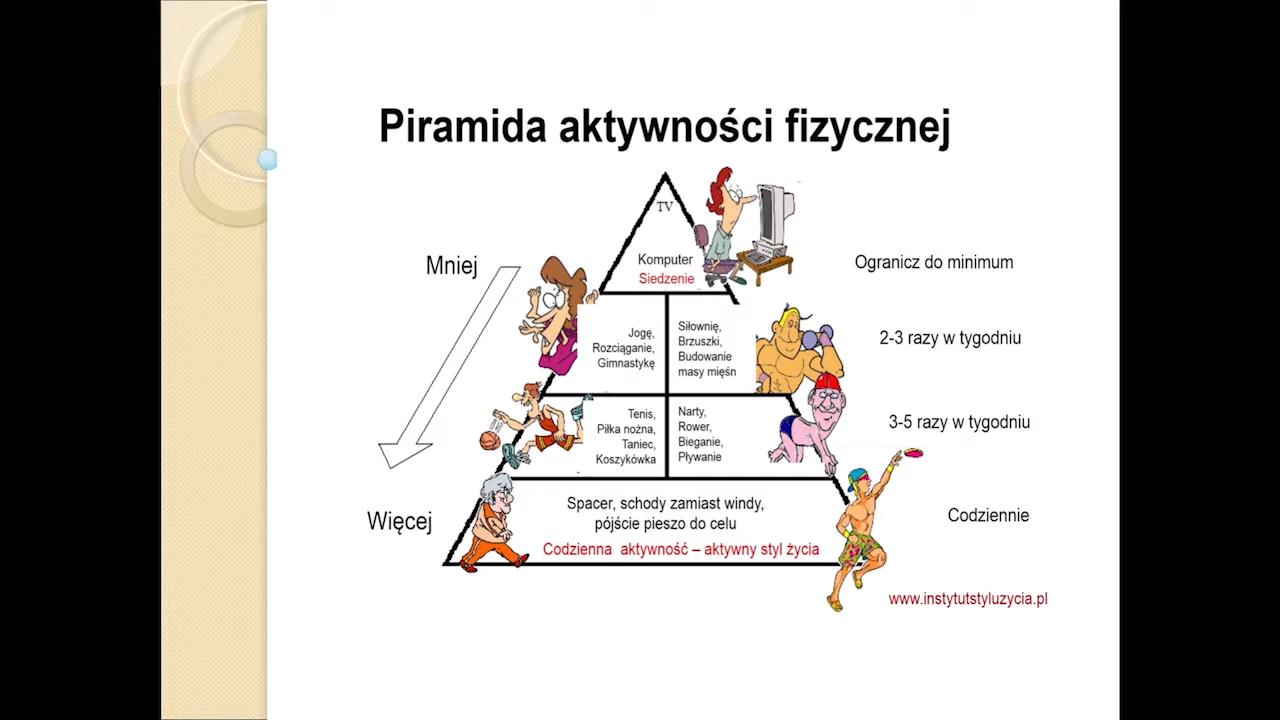 Piramida aktywności fizycznej
TV
Komputer
Siedzenie
Mniej
Ogranicz do minimum
Jogę,
Rozciąganie,
Gimnastykę
Siłownię,
Brzuszki,
Budowanie
masy mięśn
2-3 razy w tygodniu
Tenis,
Piłka nożna,
Taniec,
Koszykówka
Narty,
Rower,
Bieganie,
Pływanie
3-5 razy w tygodniu
Więcej
Spacer, schody zamiast windy,
pójście pieszo do celu
Codzienna aktywność – aktywny styl życia
Codziennie
www.instytutstyluzycia.pl